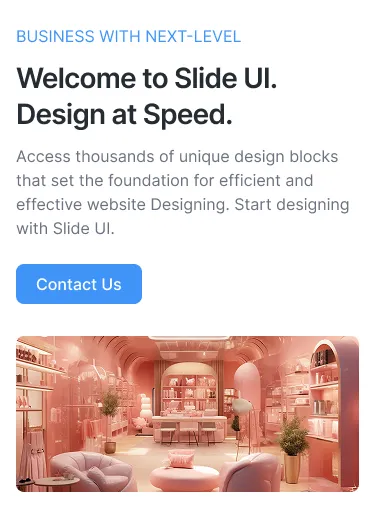 BUSINESS WITH NEXT-LEVEL
Welcome to Slide UI.
Design at Speed.
Access thousands of unique design blocks
that set the foundation for efficient and
effective website Designing. Start designing
with Slide UI.
Contact Us